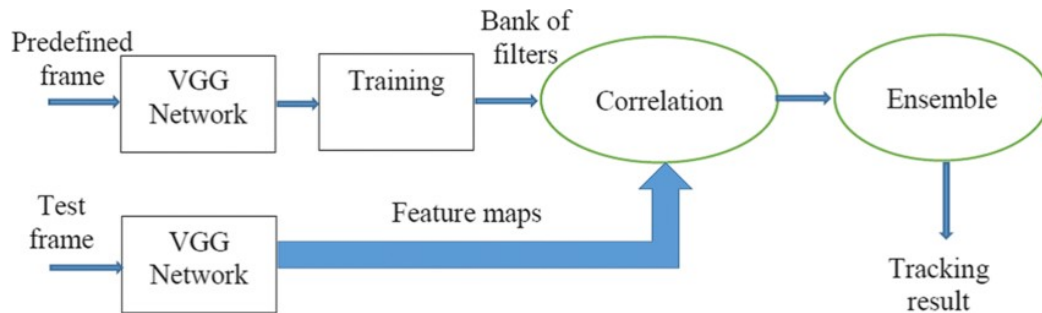 Predefined
frame
VGG
Network
Training
Bank of
filters
Correlation
Ensemble
Test
frame
VGG
Network
Feature maps
Tracking
result